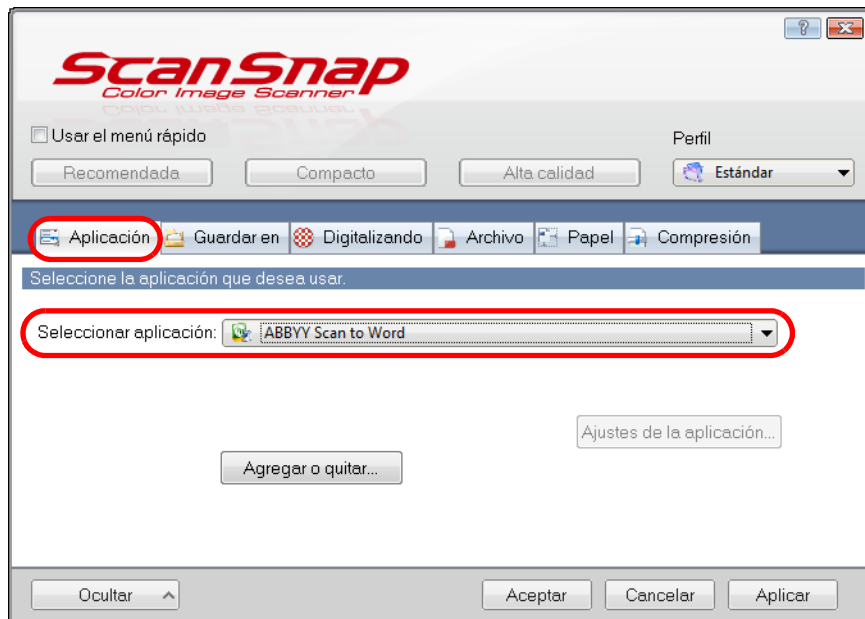 ScanSnap
Color Image Scanner
Usar el menú rápido
Perfil
Recomendada Compacto Alta calidad Estándar
Aplicación Guardar en Digitalizando Archivo Papel Compresión
Seleccione la aplicación que desea usar.
Seleccionar aplicación: ABBYY Scan to Word
Ajustes de la aplicación...
Agregar o quitar...
Ocultar Aceptar Cancelar Aplicar